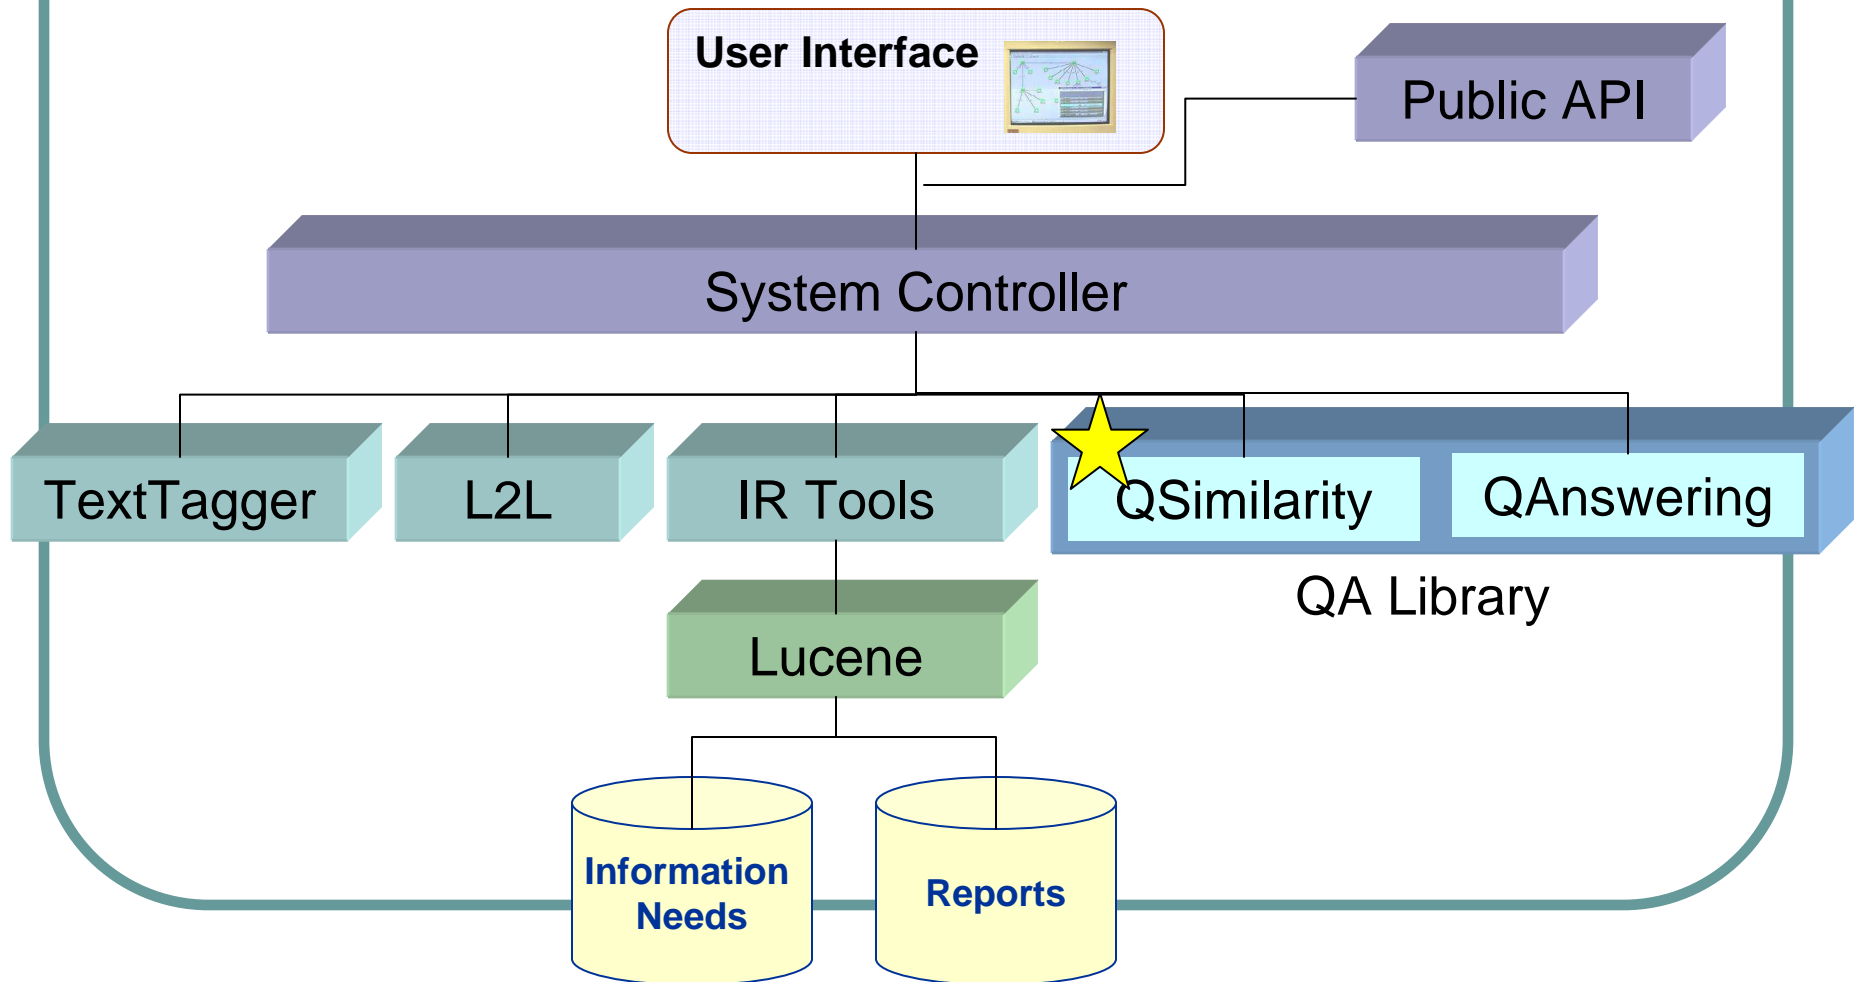 User Interface
Public API
System Controller
TextTagger
L2L
IR Tools
QSimilarity
QAnswering
QA Library
Lucene
Information
Needs
Reports